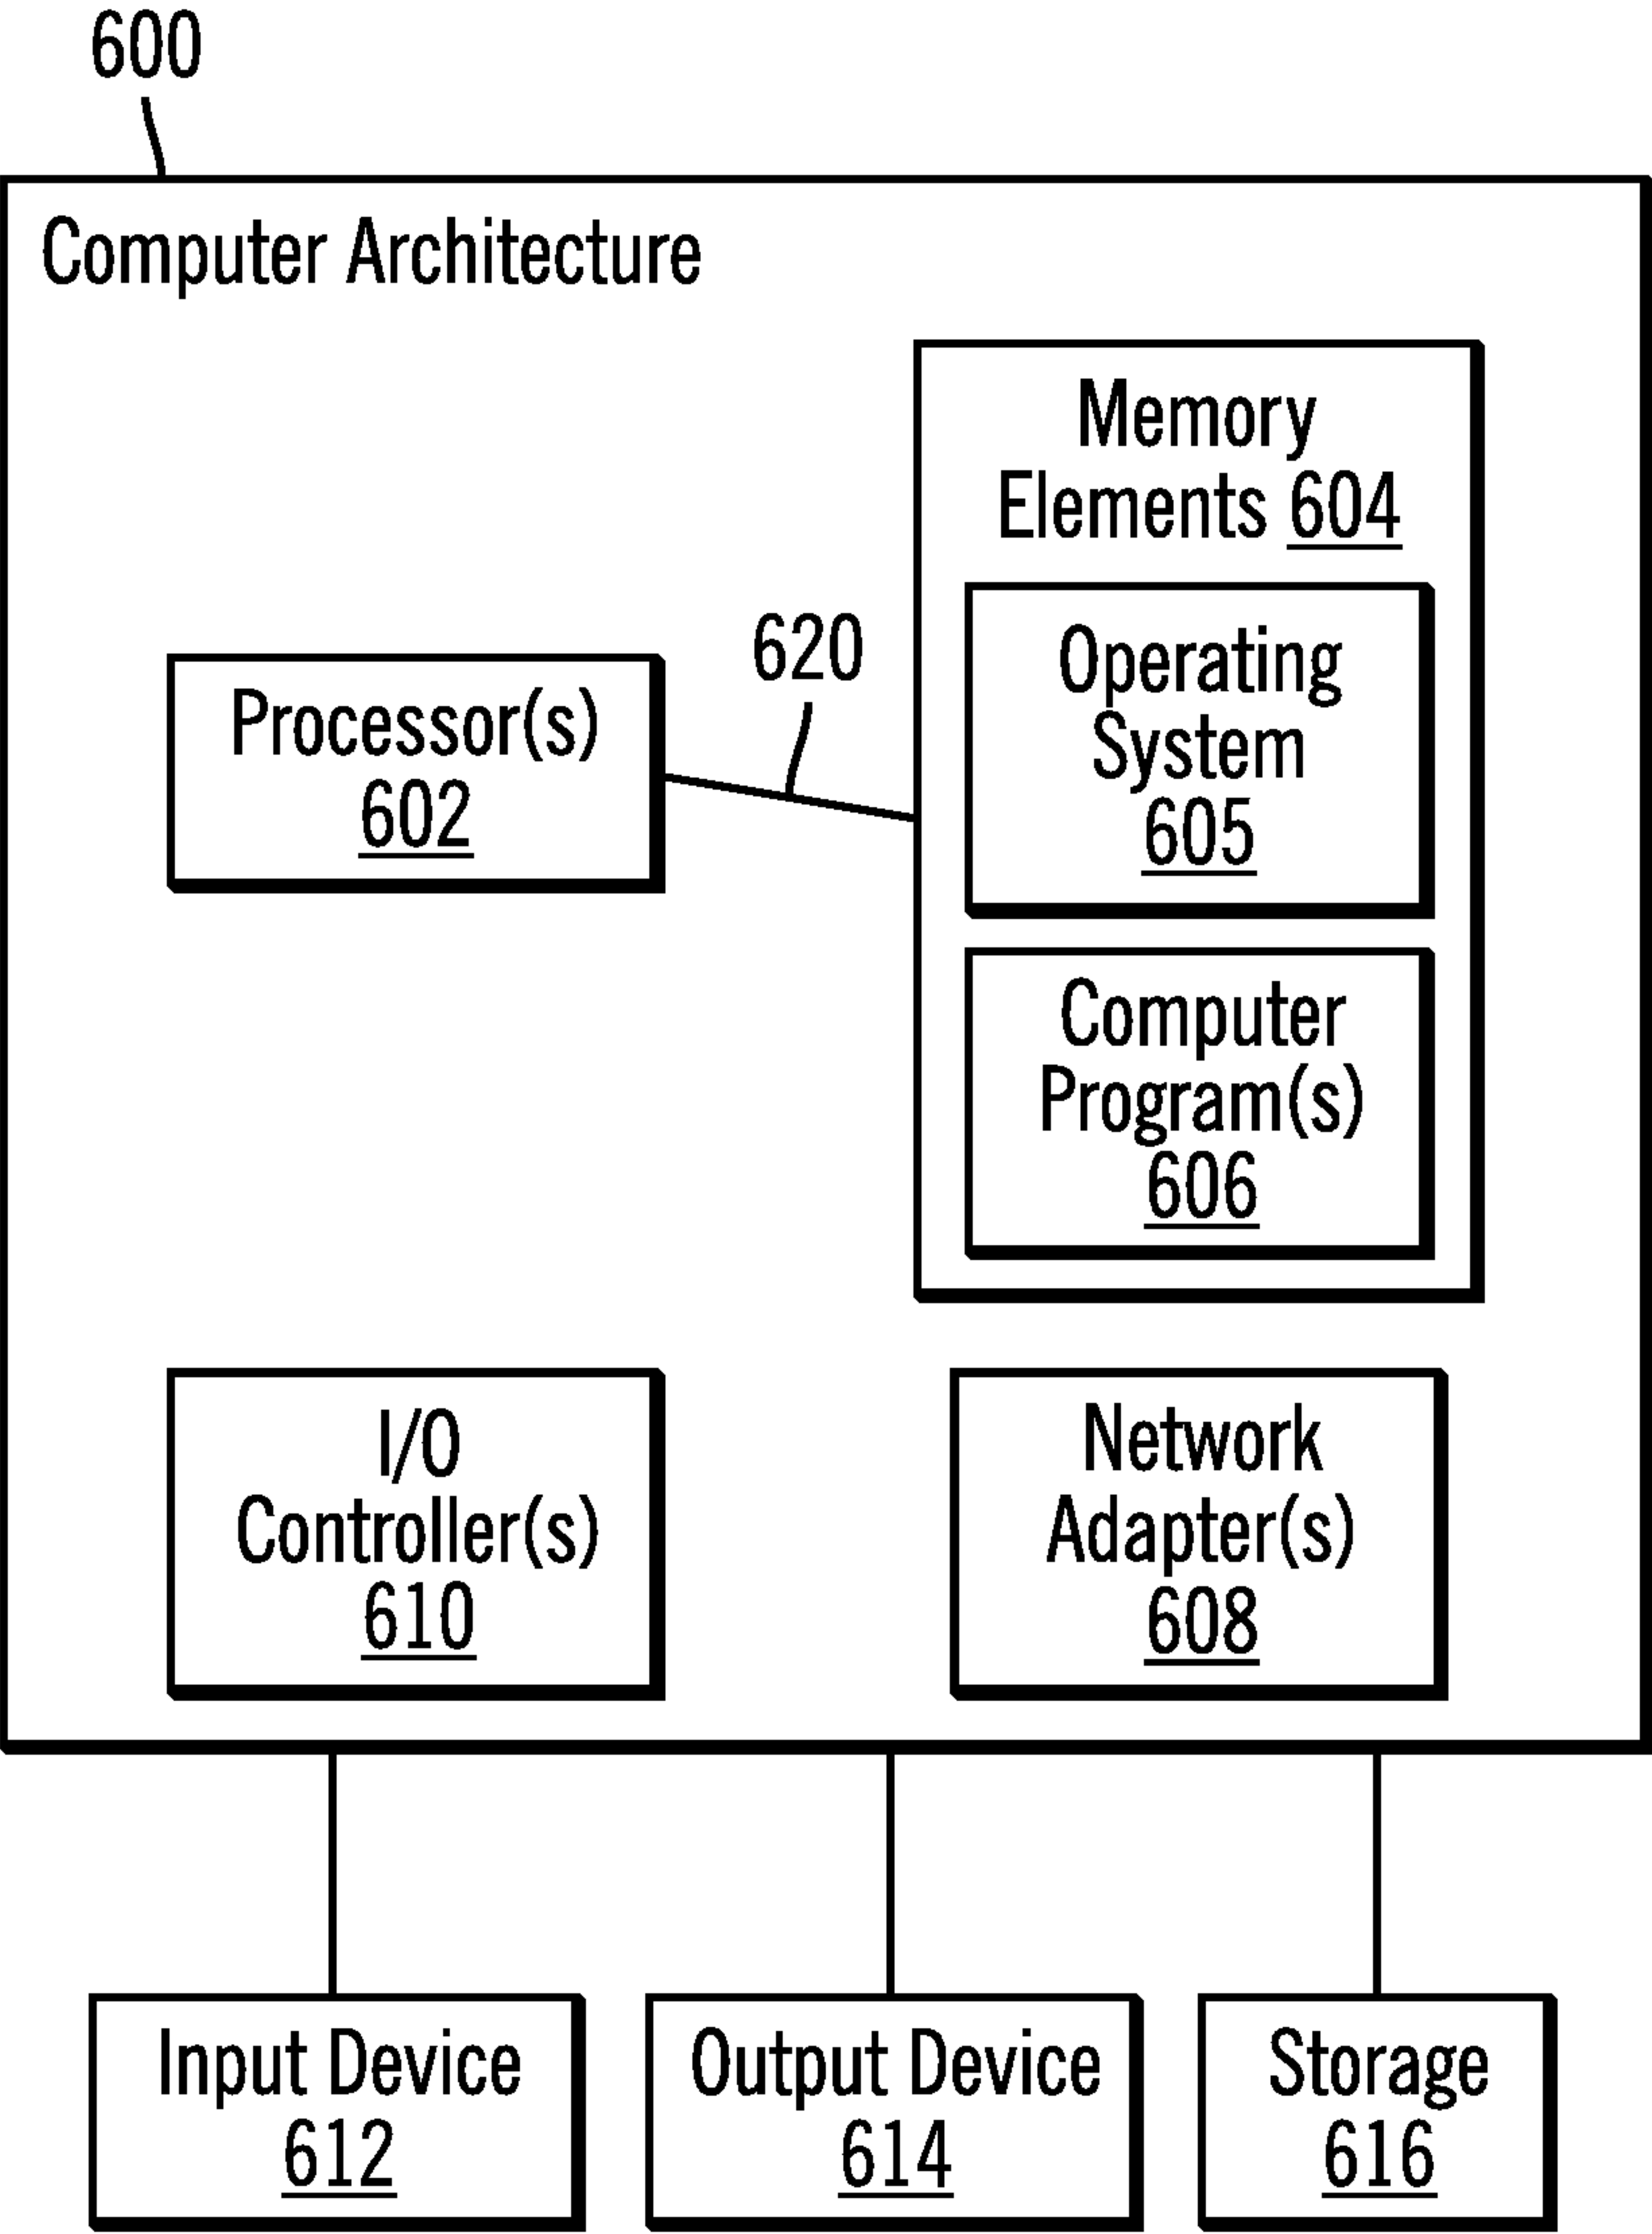 600
Computer Architecture
Memory
Elements 604
Operating
System
605
620
Processor(s)
602
Computer
Program(s)
606
I/O
Controller(s)
610
Network
Adapter(s)
608
Input Device
612
Output Device
614
Storage
616